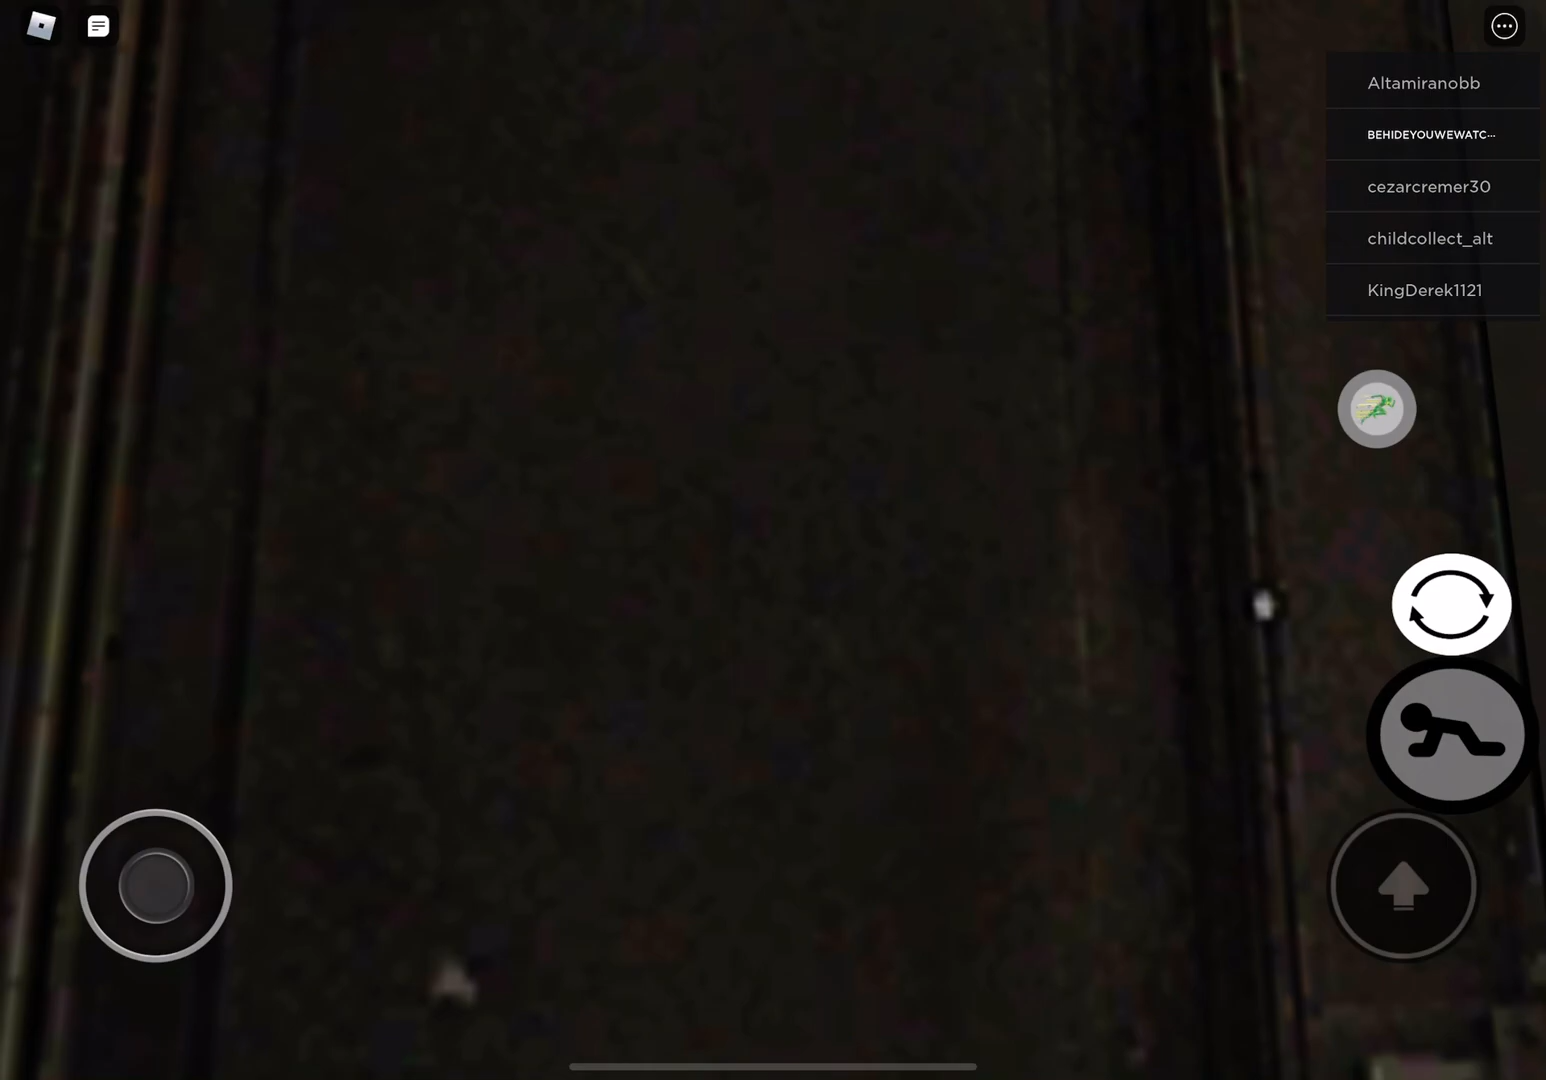 Altamiranobb
BEHIDEYOUWEWATC...
cezarcremer30
childcollect_alt
KingDerek1121